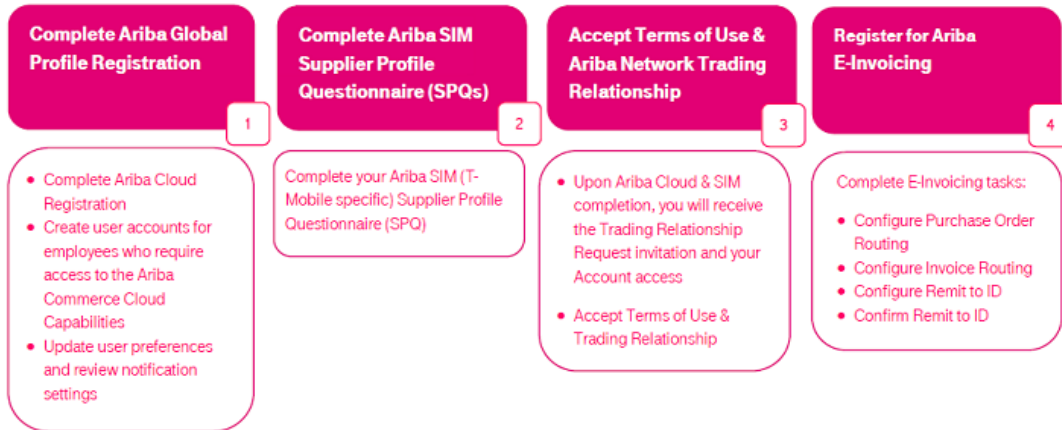 Complete Ariba Global
Profile Registration
1
• Complete Ariba Cloud
Registration
• Create user accounts for
employees who require
access to the Ariba
Commerce Cloud
Capabilities
• Update user preferences
and review notification
settings
Complete Ariba SIM
Supplier Profile
Questionnaire (SPQs)
2
Complete your Ariba SIM (T-
Mobile specific) Supplier Profile
Questionnaire (SPQ)
Accept Terms of Use &
Ariba Network Trading
Relationship
3
• Upon Ariba Cloud & SIM
completion, you will receive
the Trading Relationship
Request invitation and your
Account access
• Accept Terms of Use &
Trading Relationship
Register for Ariba
E-Invoicing
4
Complete E-Invoicing tasks:
• Configure Purchase Order
Routing
• Configure Invoice Routing
• Configure Remit to ID
• Confirm Remit to ID